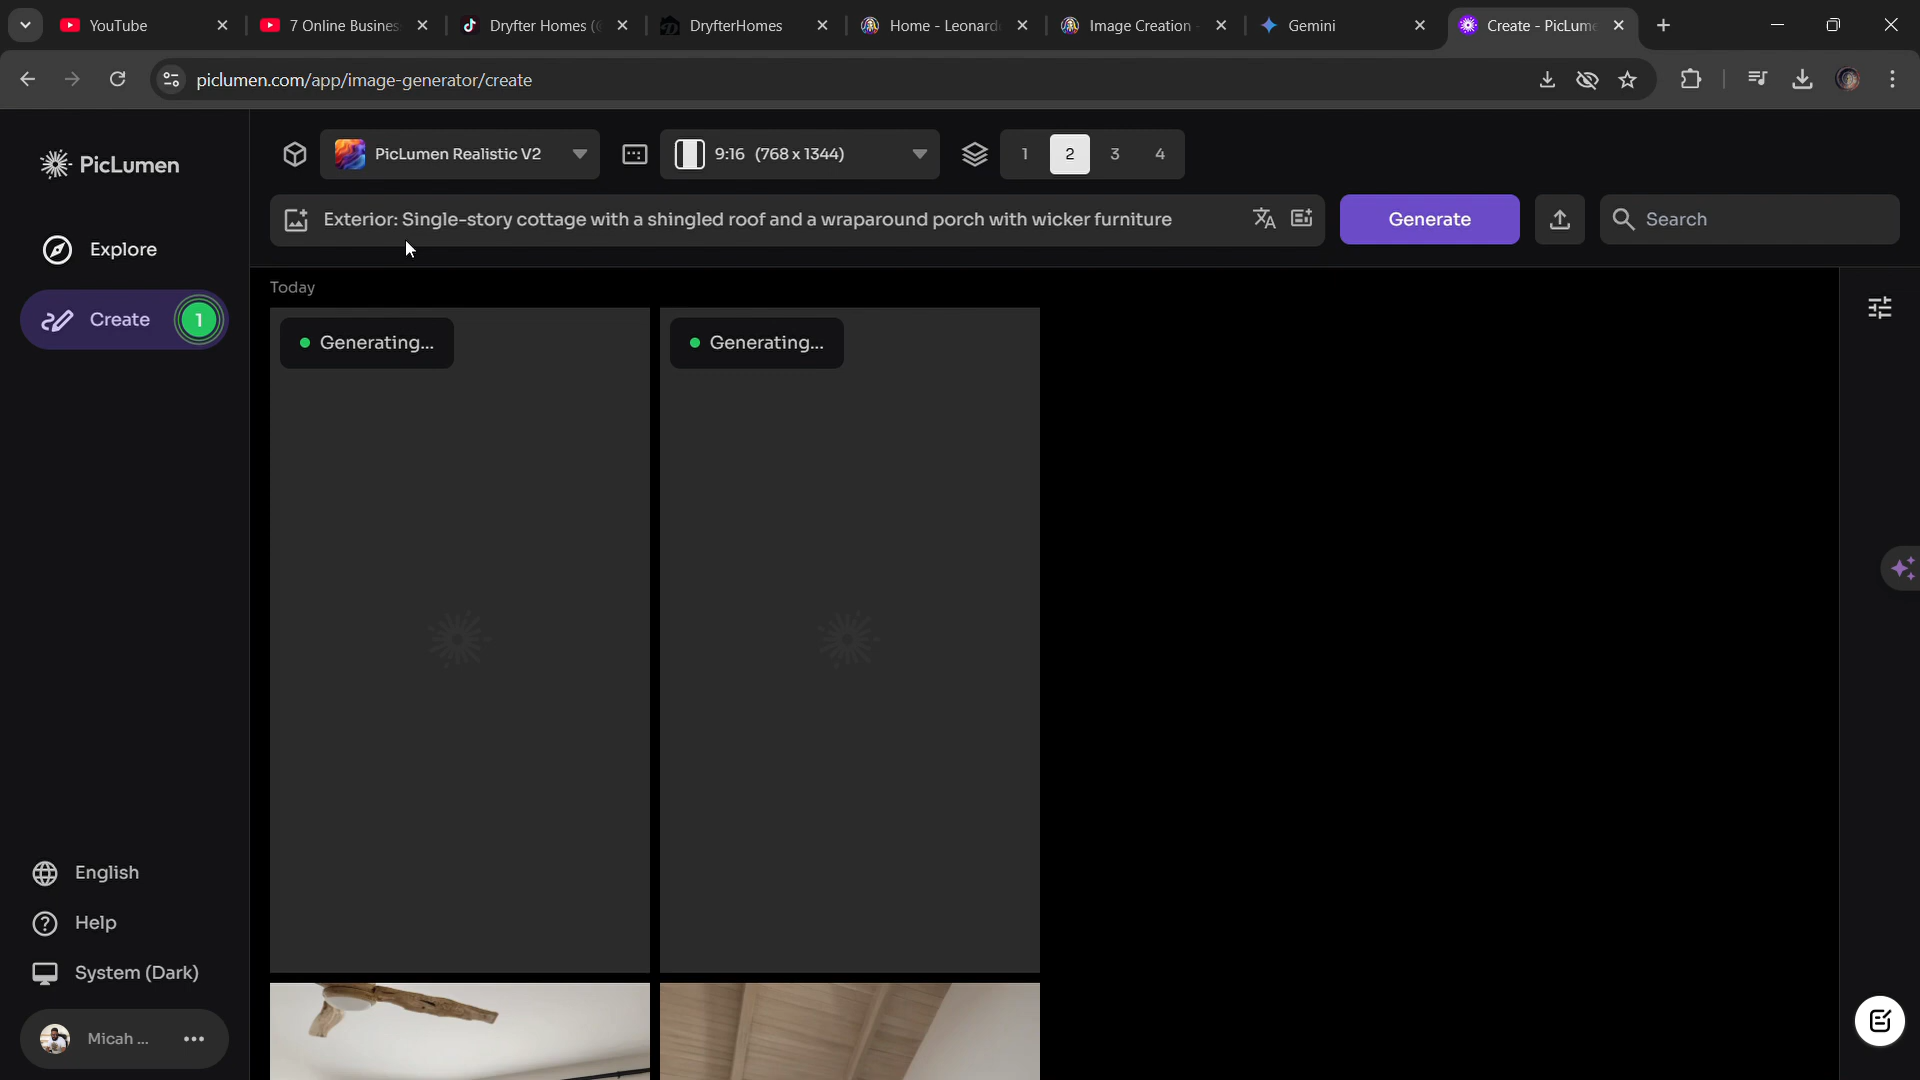 YouTube
7 Online Busines
Dryfter Homes (
DryfterHomes
Home - Leonard
Image Creation -
Gemini
Create - PicLume
piclumen.com/app/image-generator/create
PicLumen
PicLumen Realistic V2
9:16 (768 x 1344)
1
2
3
4
Exterior: Single-story cottage with a shingled roof and a wraparound porch with wicker furniture
Generate
Search
Explore
Create
1
Today
Generating...
Generating...
English
Help
System (Dark)
Micah ...